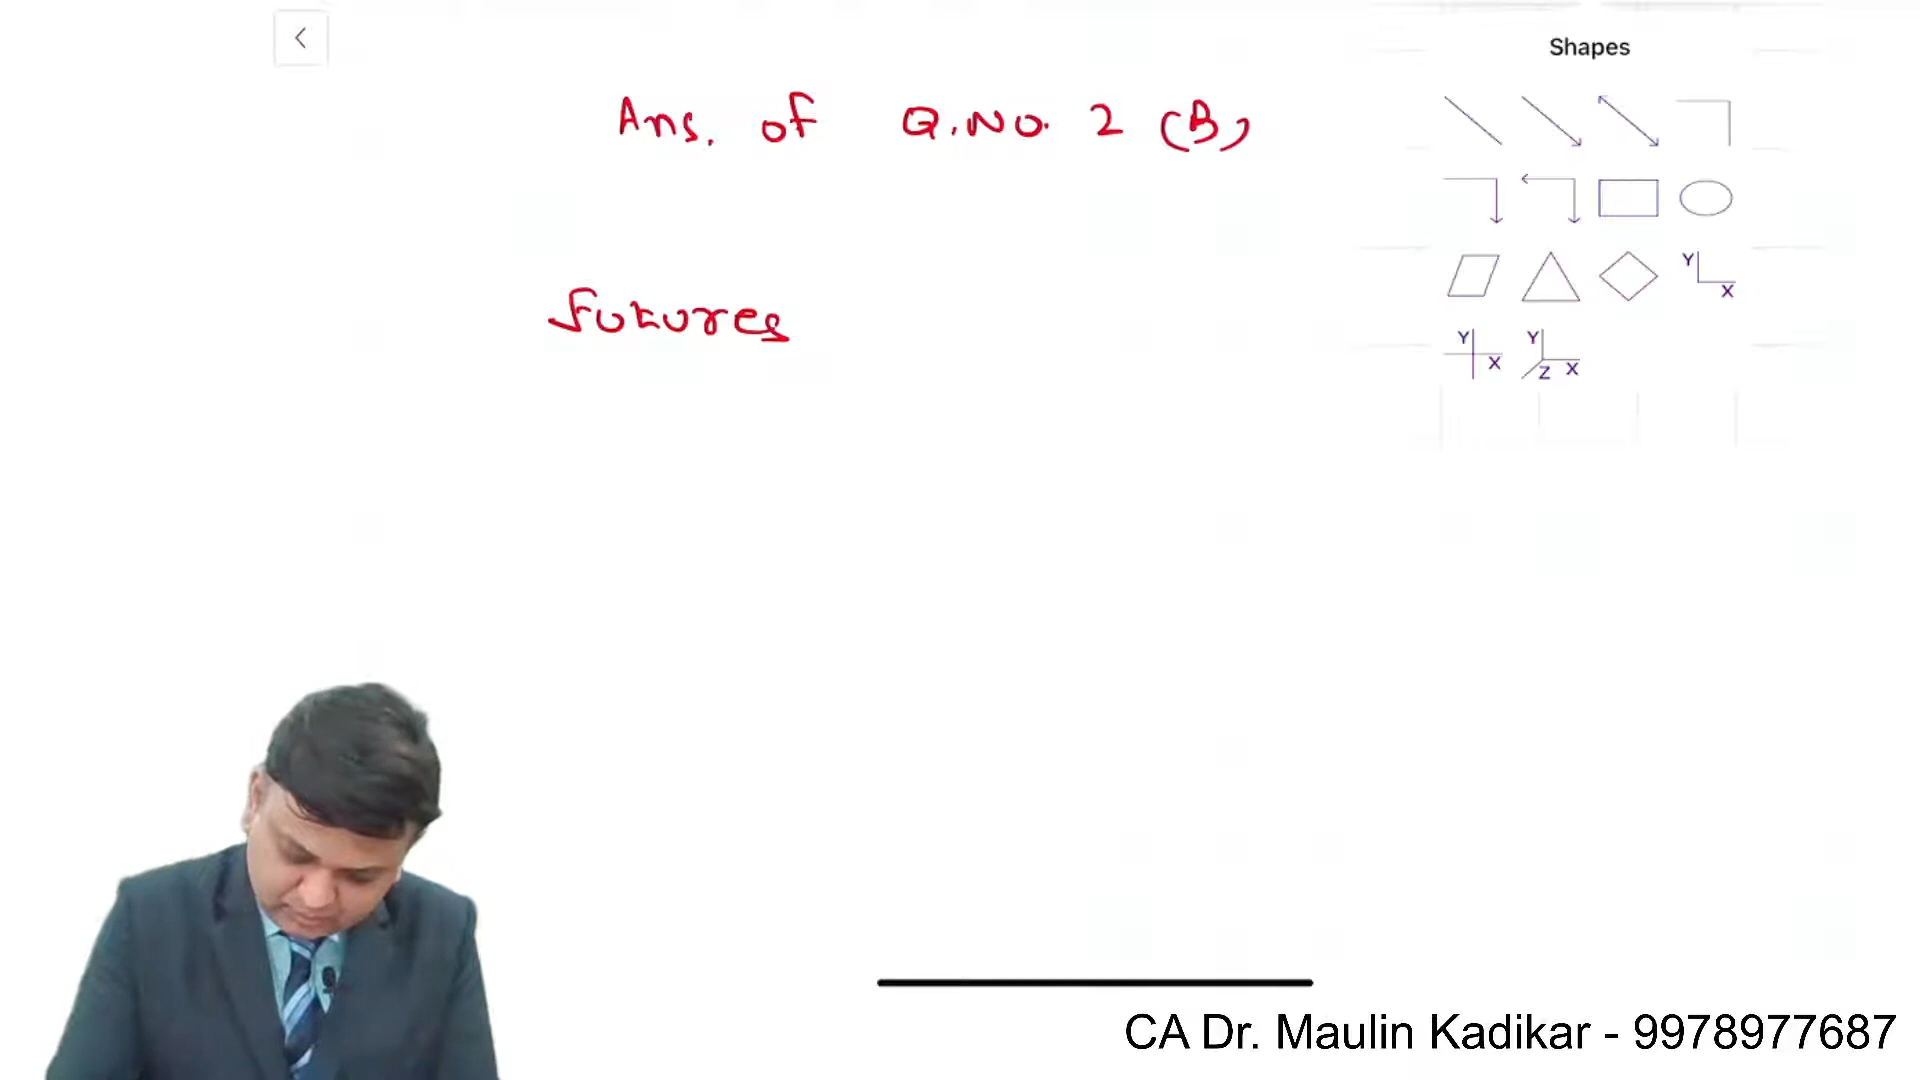 Shapes
Ans. of Q.No. 2 (B)
Y
X
Y
X
Y
Z X
Futures
CA Dr. Maulin Kadikar - 9978977687